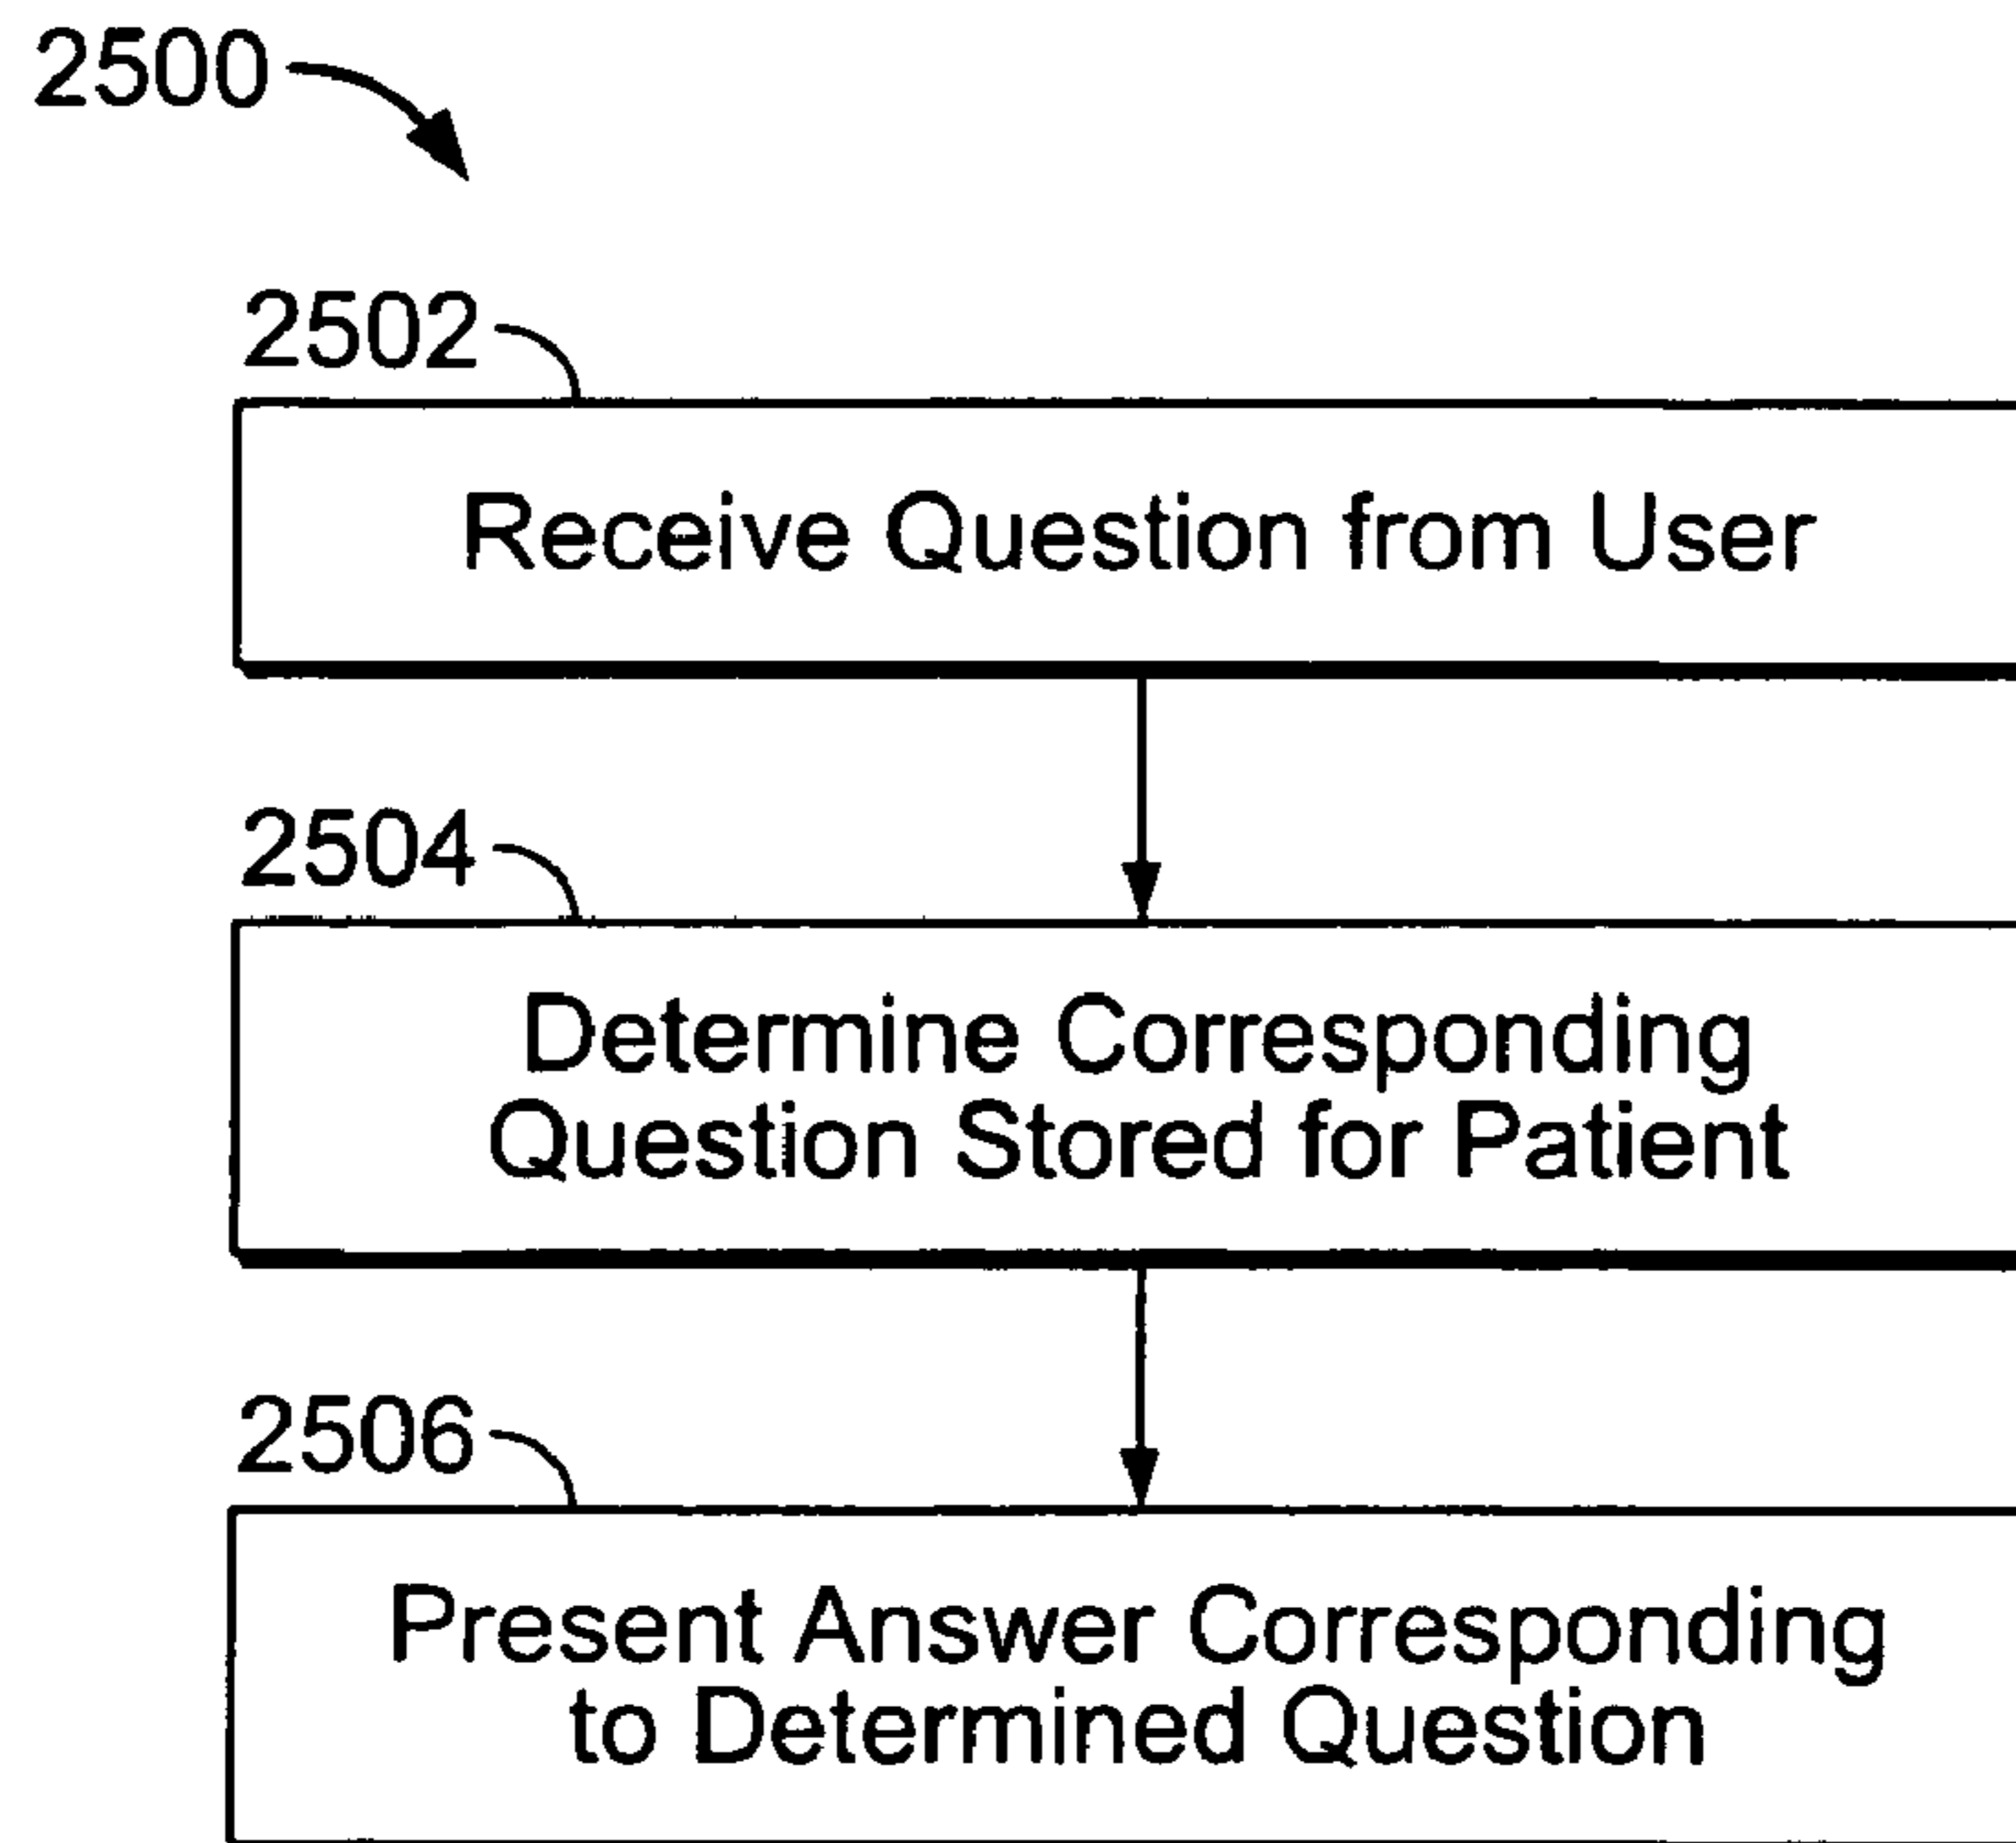 2500
2502
Receive Question from User
2504
Determine Corresponding
Question Stored for Patient
2506
Present Answer Corresponding
to Determined Question